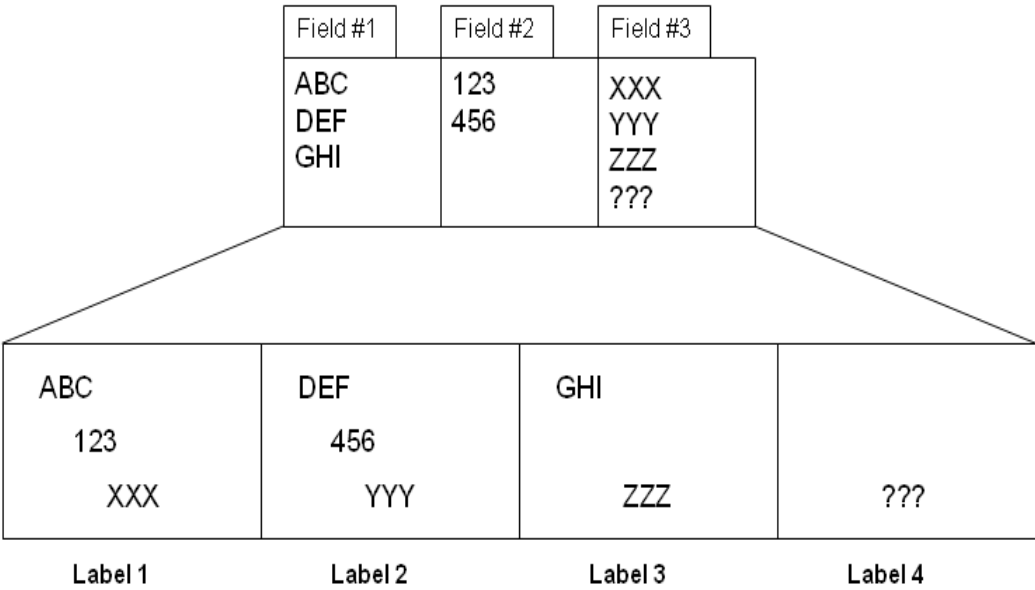 Field #1 Field #2 Field #3
ABC 123 XXX
DEF 456 YYY
GHI ZZZ
???
ABC DEF GHI
123 456
XXX YYY ZZZ ???
Label 1 Label 2 Label 3 Label 4